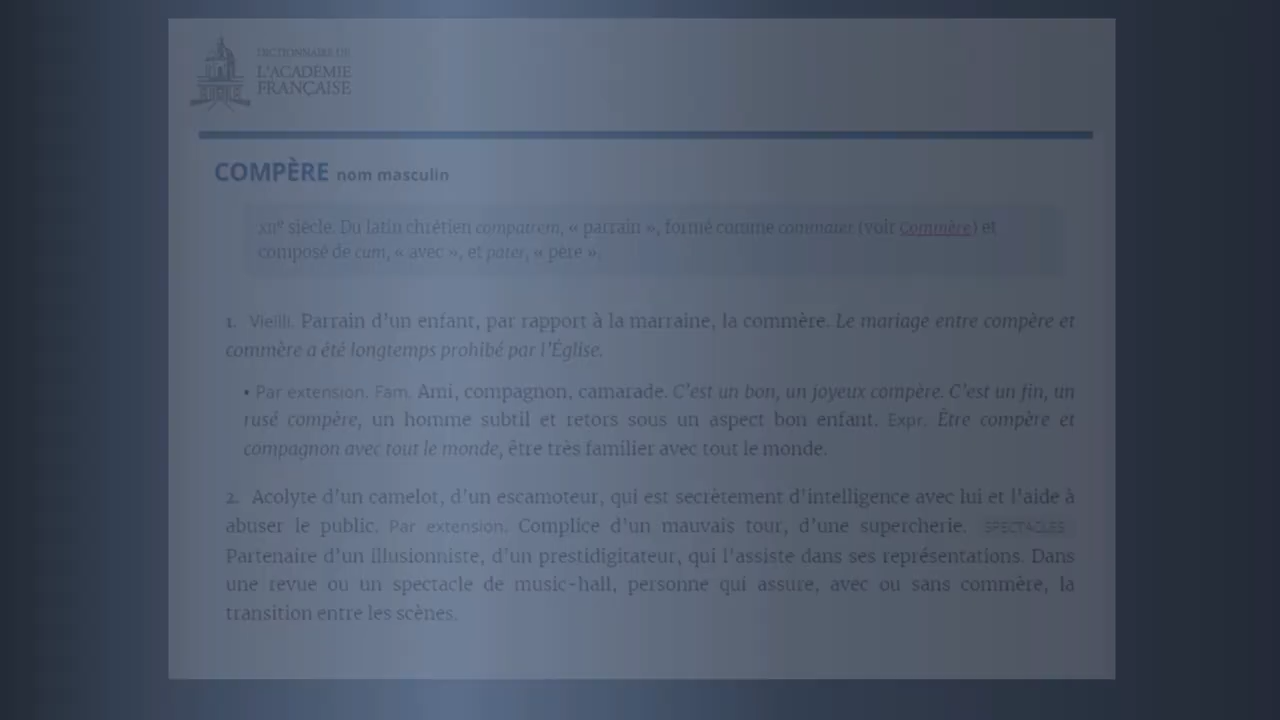 DICTIONNAIRE DE
L'ACADÉMIE
FRANÇAISE
COMPÈRE nom masculin
XIIe siècle. Du latin chrétien compatrem, « parrain », formé comme commater (voir Commère) et
composé de cum, « avec », et pater, « père ».
1. Vieilli. Parrain d’un enfant, par rapport à la marraine, la commère. Le mariage entre compère et
commère a été longtemps prohibé par l’Église.
• Par extension. Fam. Ami, compagnon, camarade. C’est un bon, un joyeux compère. C’est un fin, un
rusé compère, un homme subtil et retors sous un aspect bon enfant. Expr. Être compère et
compagnon avec tout le monde, être très familier avec tout le monde.
2. Acolyte d’un camelot, d’un escamoteur, qui est secrètement d’intelligence avec lui et l’aide à
abuser le public. Par extension. Complice d’un mauvais tour, d’une supercherie. SPECTACLES.
Partenaire d’un illusionniste, d’un prestidigitateur, qui l’assiste dans ses représentations. Dans
une revue ou un spectacle de music-hall, personne qui assure, avec ou sans commère, la
transition entre les scènes.